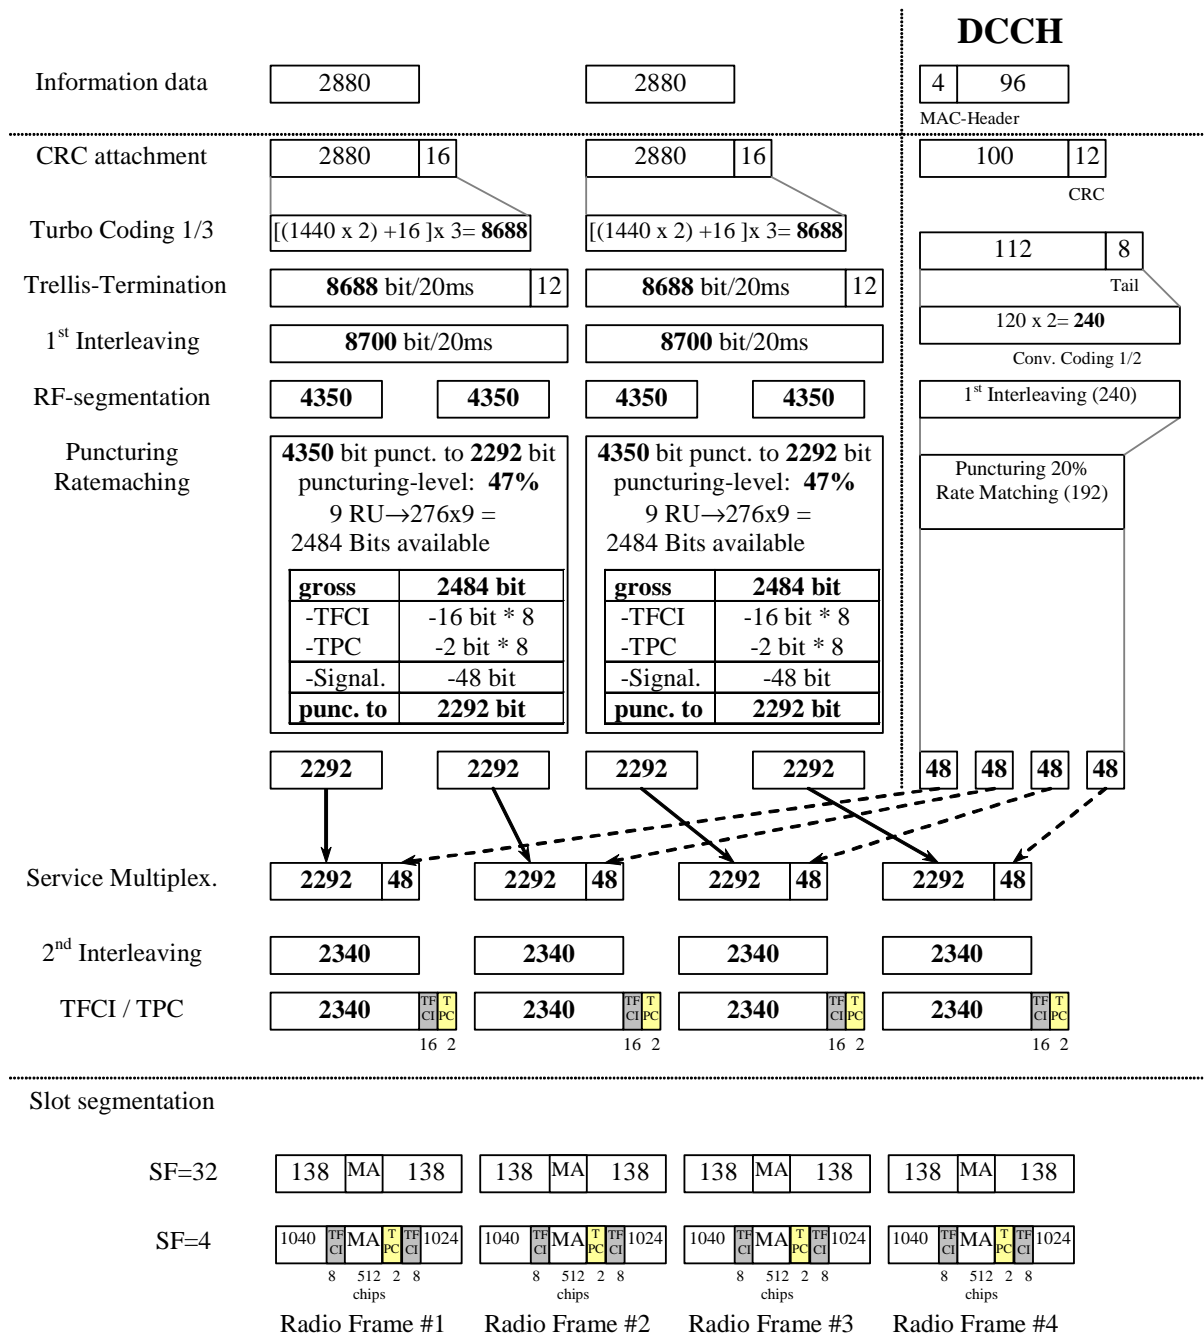 DCCH
Information data 2880 2880 4 96
MAC-Header
CRC attachment 2880 16 2880 16 100 12
CRC
Turbo Coding 1/3 [(1440 x 2) +16 ]x 3= 8688 [(1440 x 2) +16 ]x 3= 8688
112 8
Trellis-Termination 8688 bit/20ms 12 8688 bit/20ms 12
Tail
120 x 2= 240
1st Interleaving 8700 bit/20ms 8700 bit/20ms
Conv. Coding 1/2
RF-segmentation 4350 4350 4350 4350 1st Interleaving (240)
Puncturing 4350 bit punct. to 2292 bit 4350 bit punct. to 2292 bit
Ratemaching puncturing-level: 47% puncturing-level: 47%
Puncturing 20%
Rate Matching (192)
9 RU→276x9 = 9 RU→276x9 =
2484 Bits available 2484 Bits available
gross 2484 bit gross 2484 bit
-TFCI -16 bit * 8 -TFCI -16 bit * 8
-TPC -2 bit * 8 -TPC -2 bit * 8
-Signal. -48 bit -Signal. -48 bit
punc. to 2292 bit punc. to 2292 bit
2292 2292 2292 2292 48 48 48 48
Service Multiplex. 2292 48 2292 48 2292 48 2292 48
2nd Interleaving 2340 2340 2340 2340
TFCI / TPC 2340 TF CI T PC 2340 TF CI T PC 2340 TF CI T PC 2340 TF CI T PC
16 2 16 2 16 2 16 2
Slot segmentation
SF=32 138 MA 138 138 MA 138 138 MA 138 138 MA 138
SF=4 1040 TF CI MA T PC TF CI 1024 1040 TF CI MA T PC TF CI 1024 1040 TF CI MA T PC TF CI 1024 1040 TF CI MA T PC TF CI 1024
8 512 2 8 8 512 2 8 8 512 2 8 8 512 2 8
chips chips chips chips
Radio Frame #1 Radio Frame #2 Radio Frame #3 Radio Frame #4